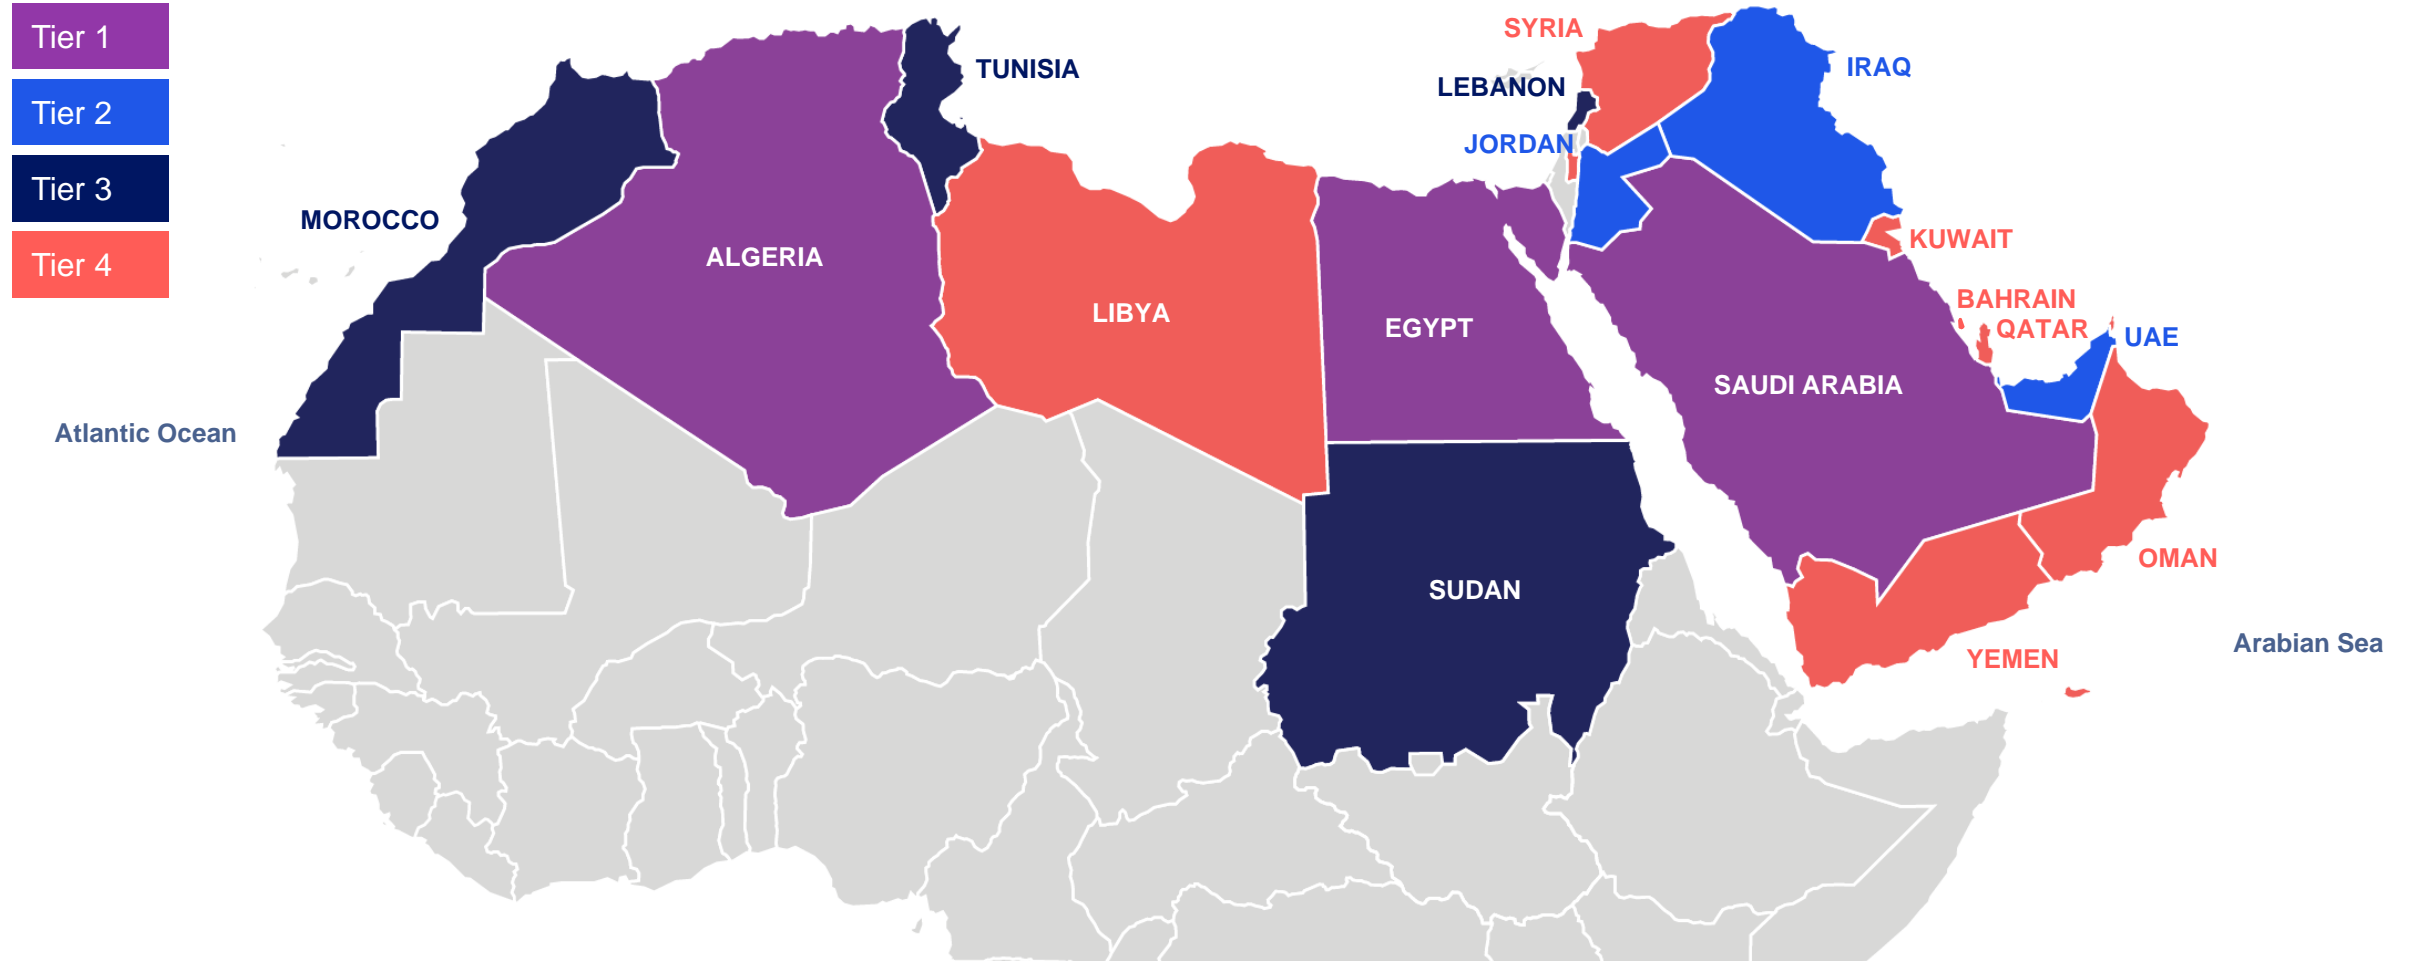 Tier 1
Tier 2
Tier 3
Tier 4
SYRIA
TUNISIA
IRAQ
LEBANON
JORDAN
MOROCCO
ALGERIA
KUWAIT
LIBYA
EGYPT
BAHRAIN
QATAR
UAE
SAUDI ARABIA
Atlantic Ocean
OMAN
SUDAN
Arabian Sea
YEMEN